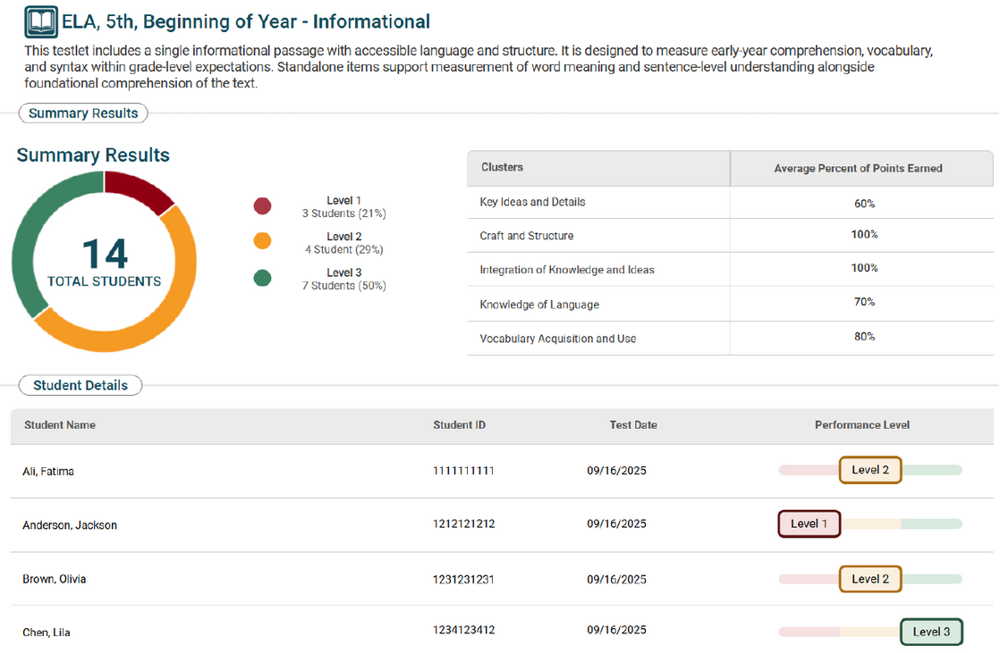 ELA, 5th, Beginning of Year - Informational
This testlet includes a single informational passage with accessible language and structure. It is designed to measure early-year comprehension, vocabulary,
and syntax within grade-level expectations. Standalone items support measurement of word meaning and sentence-level understanding alongside
foundational comprehension of the text.
Summary Results
Summary Results
14
TOTAL STUDENTS
Level 1
3 Students (21%)
Level 2
4 Student (29%)
Level 3
7 Students (50%)
Clusters Average Percent of Points Earned
Key Ideas and Details 60%
Craft and Structure 100%
Integration of Knowledge and Ideas 100%
Knowledge of Language 70%
Vocabulary Acquisition and Use 80%
Student Details
Student Name Student ID Test Date Performance Level
Ali, Fatima 1111111111 09/16/2025 Level 2
Anderson, Jackson 1212121212 09/16/2025 Level 1
Brown, Olivia 1231231231 09/16/2025 Level 2
Chen, Lila 1234123412 09/16/2025 Level 3